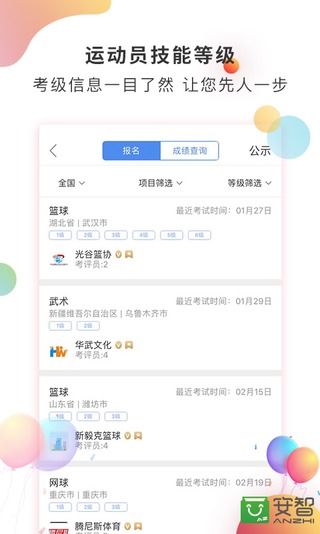 运动员技能等级
考级信息一目了然 让您先人一步
报名 成绩查询 公示
全国 项目筛选 等级筛选
篮球 最近考试时间：01月27日
湖北省 | 武汉市
1级 2级 3级 4级 5级 6级
光谷篮协
考评员:2
武术 最近考试时间：01月29日
新疆维吾尔自治区 | 乌鲁木齐市
1级 2级
华武文化
考评员:4
篮球 最近考试时间：02月15日
山东省 | 潍坊市
1级 2级 3级 4级
新毅克篮球
考评员:4
网球 最近考试时间：02月16日
重庆市 | 重庆市
1级 2级 3级 4级
腾尼斯体育
安智
ANZHI